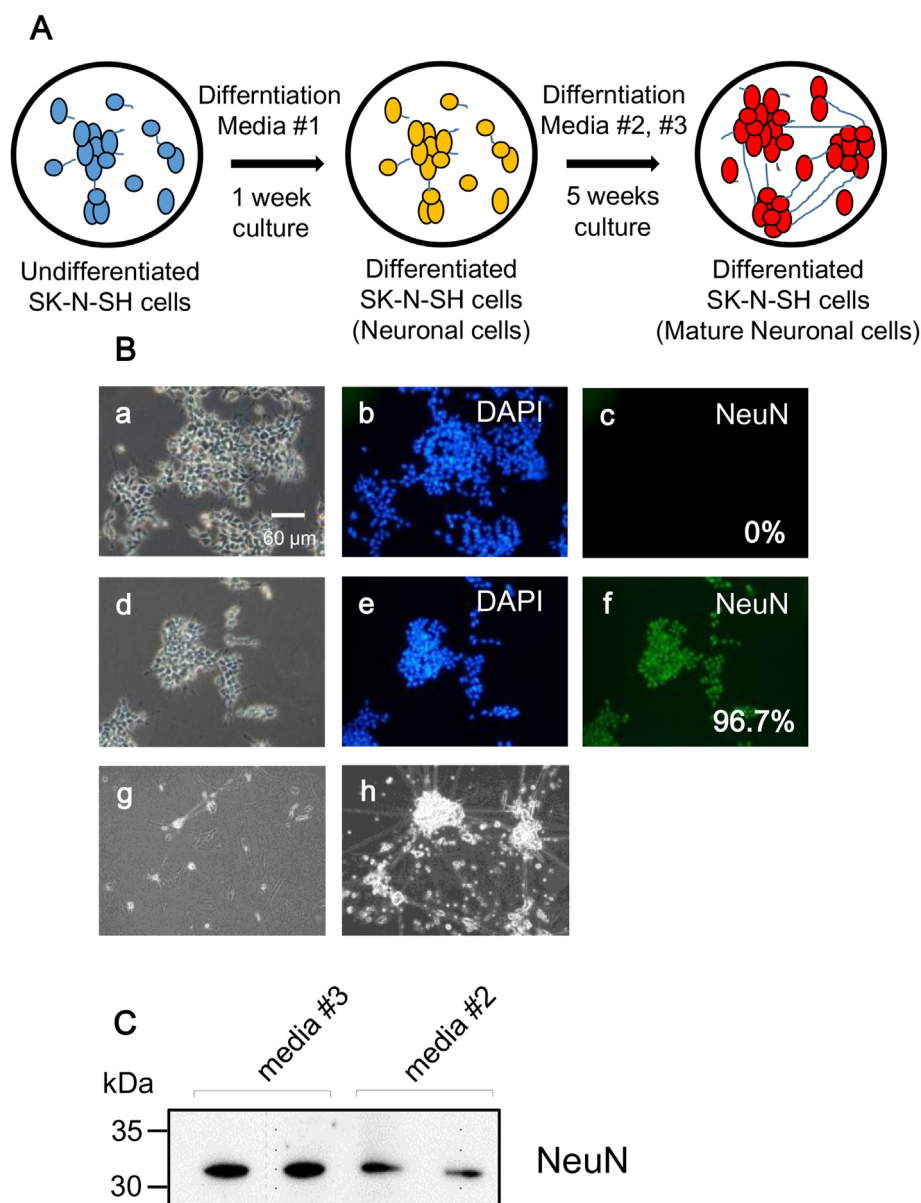 A
Differntiation
Media #1
1 week
culture
Differntiation
Media #2, #3
5 weeks
culture
Undifferentiated
SK-N-SH cells
Differentiated
SK-N-SH cells
(Neuronal cells)
Differentiated
SK-N-SH cells
(Mature Neuronal cells)
B
a
60 µm
b
DAPI
c
NeuN
0%
d
e
DAPI
f
NeuN
96.7%
g
h
C
media #3
media #2
kDa
35
30
NeuN